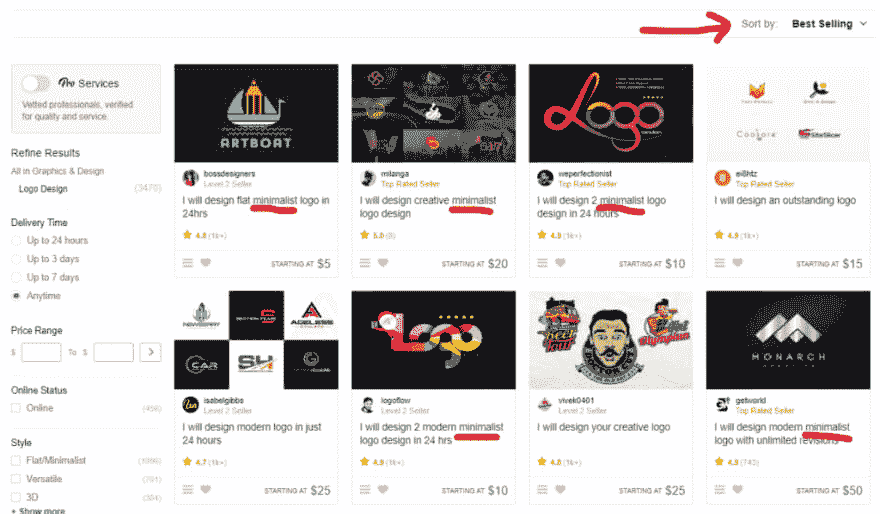 Sort by: Best Selling
Pro Services
Vetted professionals, verified
for quality and service.
Refine Results
All in Graphics & Design
Logo Design (3470)
Delivery Time
Up to 24 hours
Up to 3 days
Up to 7 days
Anytime
Price Range
$ To $
Online Status
Online (456)
Style
Flat/Minimalist
Versatile
3D
+ Show more
ARTBOAT
bossdesigners
Level 2 Seller
I will design flat minimalist logo in
24hrs
4.8 (1k+)
STARTING AT $5
milanga
Top Rated Seller
I will design creative minimalist
logo design
STARTING AT $20
Logo
weperfectionist
Top Rated Seller
I will design 2 minimalist logo
design in 24 hours
4.9 (1k+)
STARTING AT $10
ei8htz
Top Rated Seller
I will design an outstanding logo
4.9 (1k+)
STARTING AT $15
AGELESS
CAR
SH
isabelgibbs
Level 2 Seller
I will design modern logo in just
24 hours
4.7 (1k+)
STARTING AT $25
Logo
logoflow
Level 2 Seller
I will design 2 modern minimalist
logo design in 24 hrs
4.9 (1k+)
STARTING AT $10
vivek0401
Level 2 Seller
I will design your creative logo
4.8 (1k+)
STARTING AT $25
MONARCH
getworld
Top Rated Seller
I will design modern minimalist
logo with unlimited revisions
4.9 (743)
STARTING AT $50